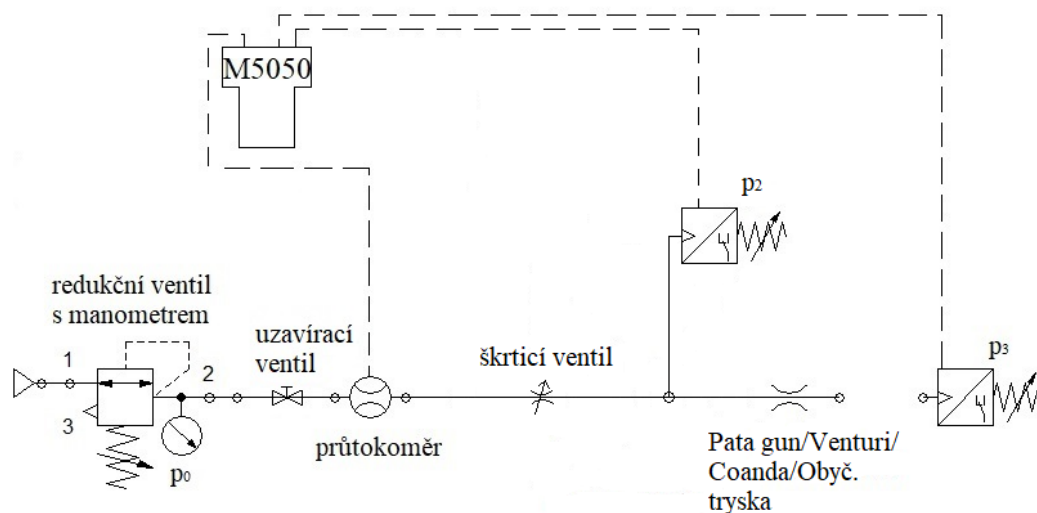 M5050
p2
redukční ventil
s manometrem
uzavírací
ventil
škrticí ventil
p3
1
2
3
p0
průtokoměr
Pata gun/Venturi/
Coanda/Obyč.
tryska